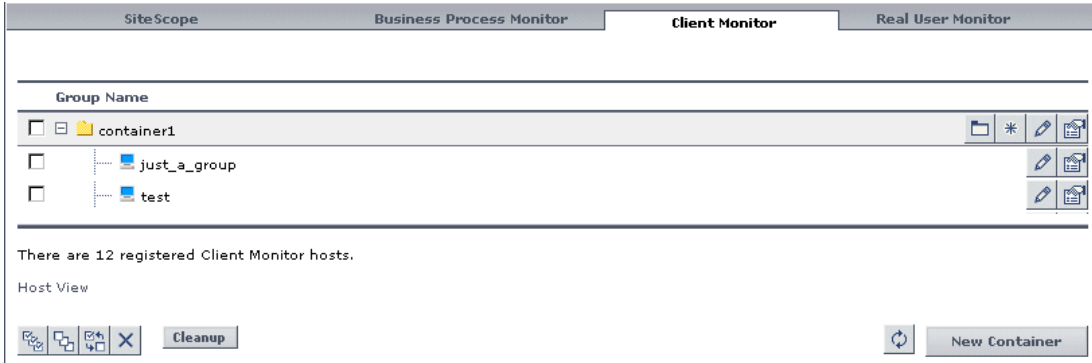 SiteScope Business Process Monitor Client Monitor Real User Monitor
Group Name
container1
just_a_group
test
There are 12 registered Client Monitor hosts.
Host View
Cleanup New Container